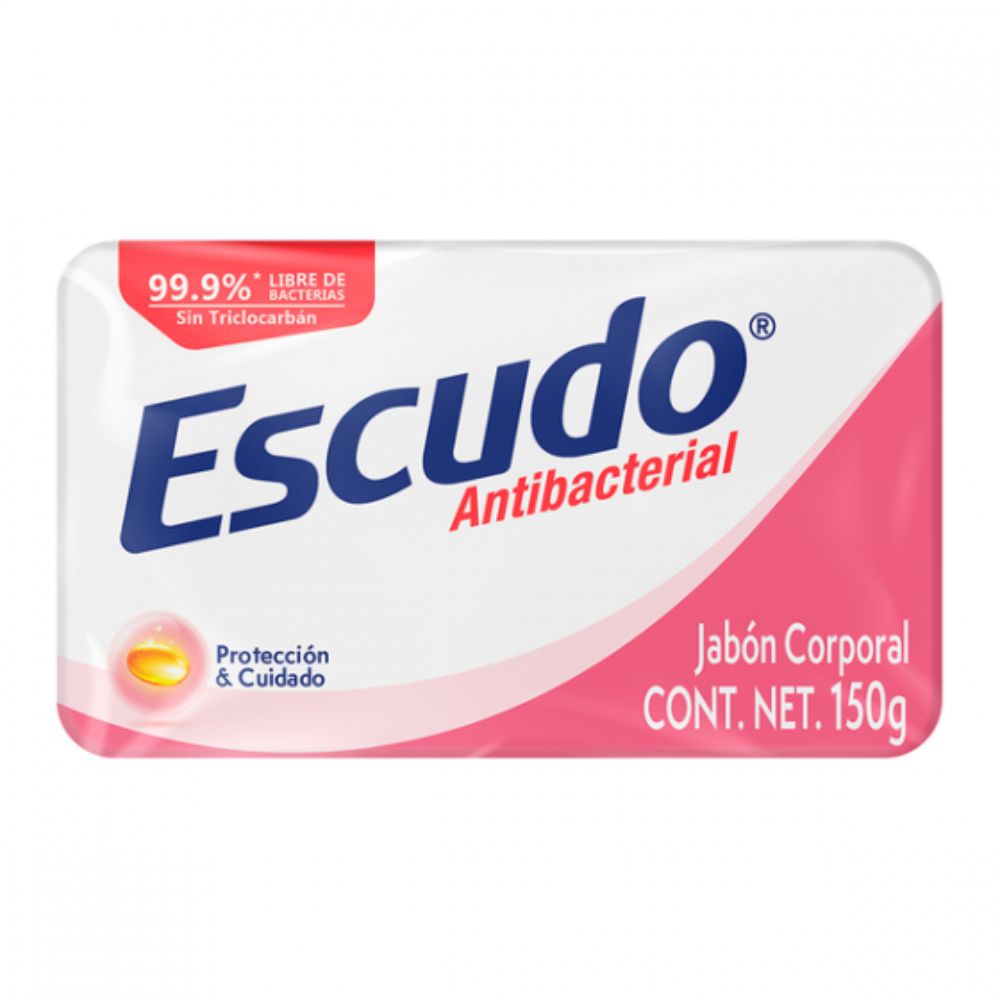 99.9%* LIBRE DE
BACTERIAS
Sin Triclocarbán
Escudo®
Antibacterial
Protección
& Cuidado
Jabón Corporal
CONT. NET. 150g